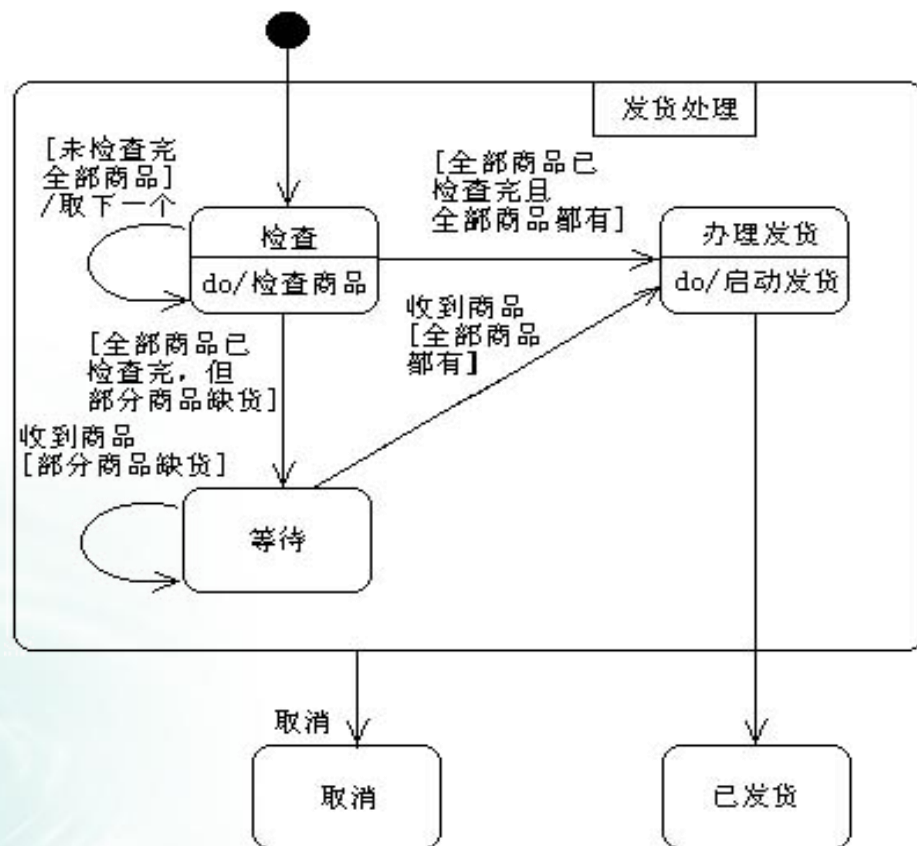 发货处理
[未检查完
全部商品]
/取下一个
[全部商品已
检查完且
全部商品都有]
检查
do/检查商品
办理发货
do/启动发货
收到商品
[全部商品
都有]
[全部商品已
检查完,但
部分商品缺货]
收到商品
[部分商品缺货]
等待
取消
取消
已发货